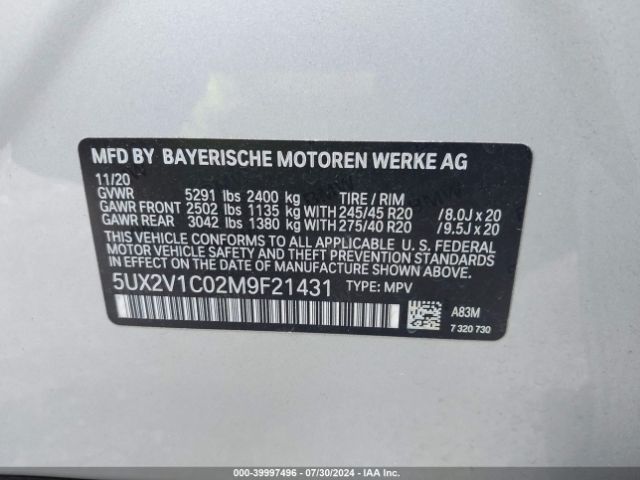 MFD BY BAYERISCHE MOTOREN WERKE AG
11/20
GVWR 5291 lbs 2400 kg TIRE / RIM
GAWR FRONT 2502 lbs 1135 kg WITH 245/45 R20 /8.0J x 20
GAWR REAR 3042 lbs 1380 kg WITH 275/40 R20 /9.5J x 20
THIS VEHICLE CONFORMS TO ALL APPLICABLE U.S. FEDERAL
MOTOR VEHICLE SAFETY, BUMPER, AND THEFT PREVENTION
STANDARDS IN EFFECT ON THE DATE OF MANUFACTURE SHOWN ABOVE.
5UX2V1C02M9F21431 TYPE: MPV
A83M
7 320 730
000-39997496 - 07/30/2024 - IAAI.COM